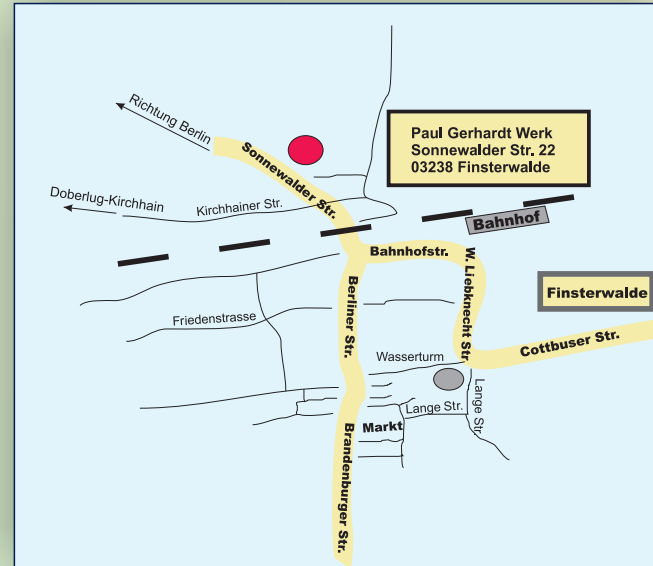 Richtung Berlin
Sonnewalder Str.
Paul Gerhardt Werk
Sonnewalder Str. 22
03238 Finsterwalde
Doberlug-Kirchhain
Kirchhainer Str.
Bahnhof
Bahnhofstr.
W. Liebknecht Str.
Finsterwalde
Berliner Str.
Friedenstrasse
Cottbuser Str.
Wasserturm
Lange Str.
Lange Str.
Markt
Brandenburger Str.